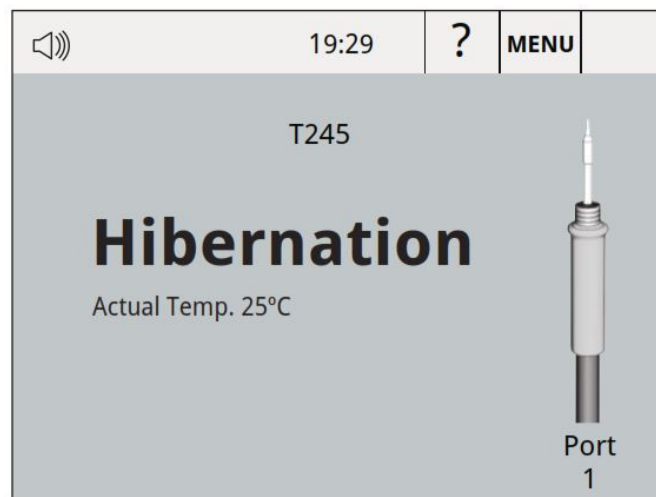 19:29 ? MENU
T245
Hibernation
Actual Temp. 25ºC
Port
1